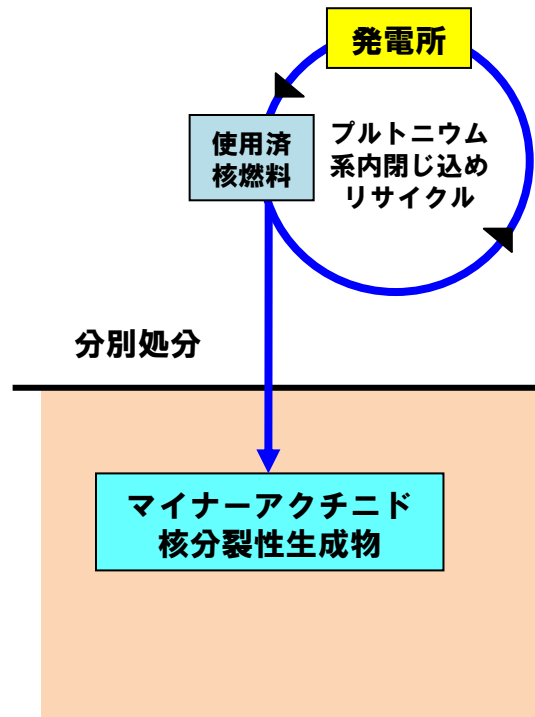 発電所
使用済
核燃料
プルトニウム
系内閉じ込め
リサイクル
分別処分
マイナーアクチニド
核分裂性生成物